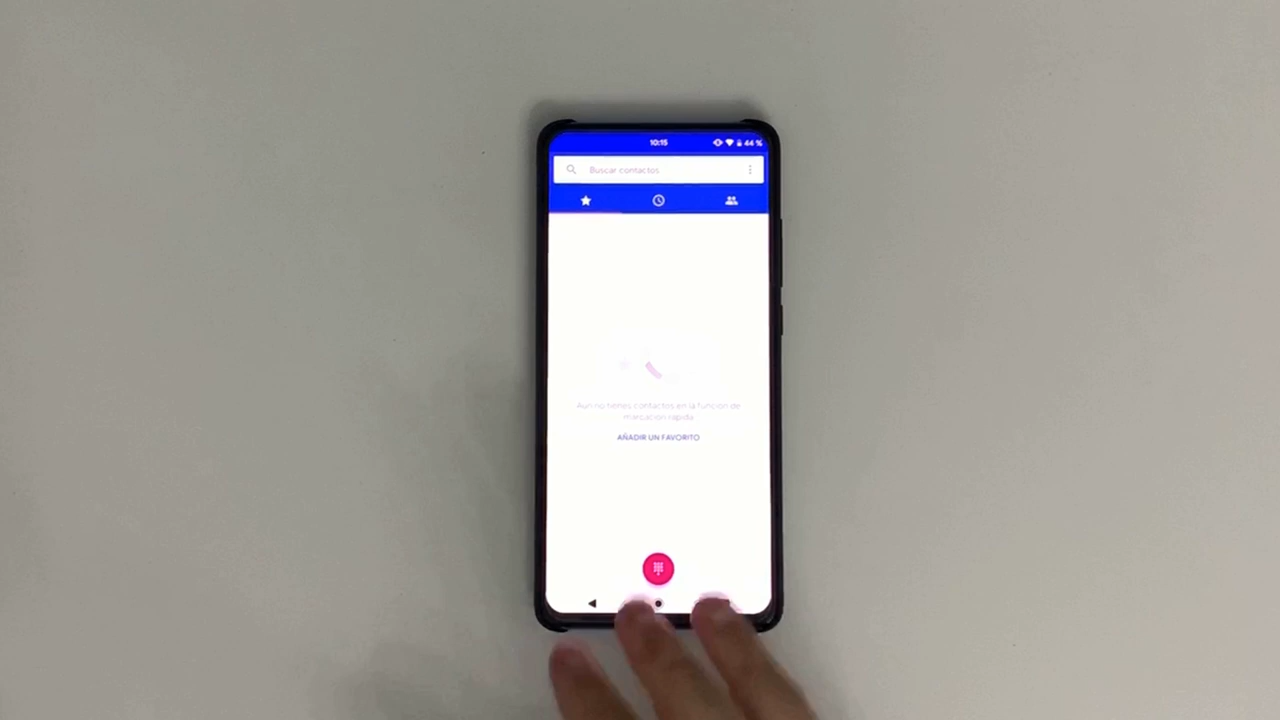 10:15
44 %
Buscar contactos
Aún no tienes contactos en la función de
marcación rápida
AÑADIR UN FAVORITO